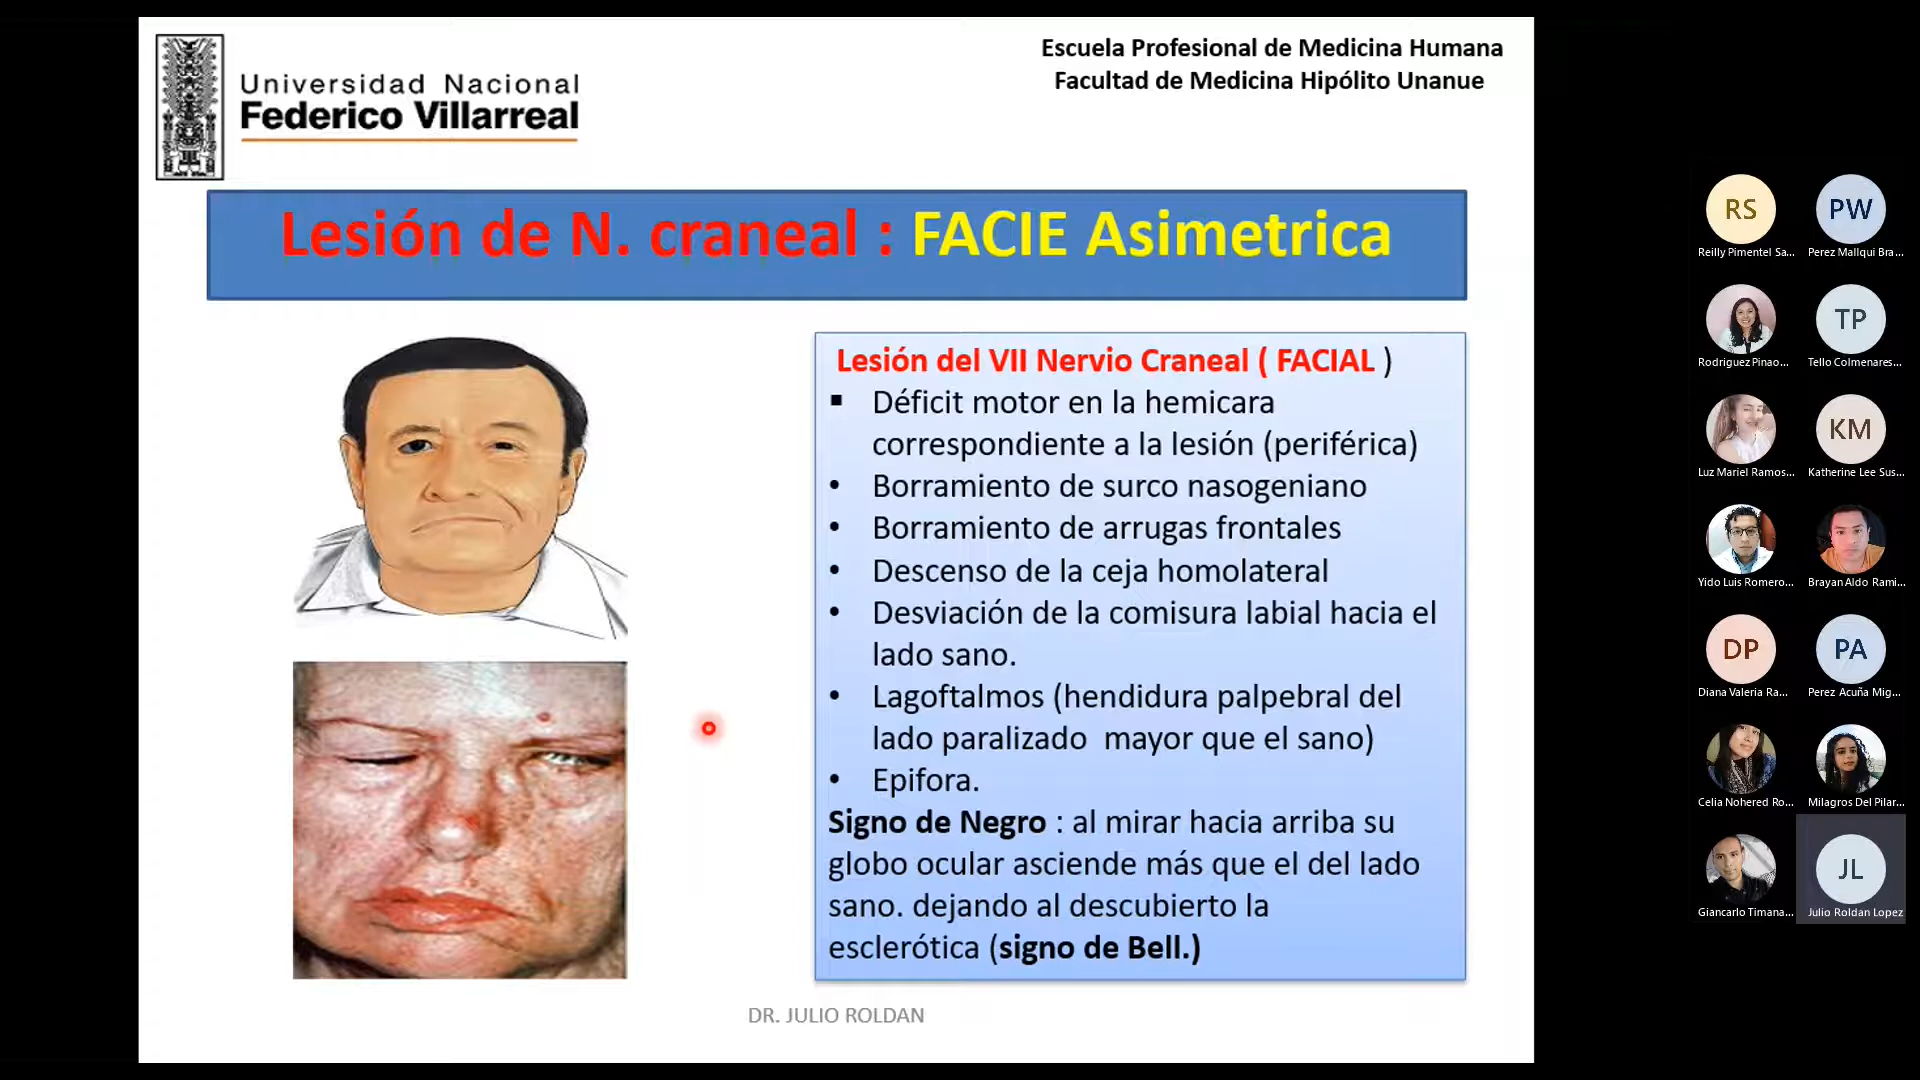 Universidad Nacional
Federico Villarreal
Escuela Profesional de Medicina Humana
Facultad de Medicina Hipólito Unanue
Lesión de N. craneal : FACIE Asimetrica
Lesión del VII Nervio Craneal ( FACIAL )
▪ Déficit motor en la hemicara
correspondiente a la lesión (periférica)
• Borramiento de surco nasogeniano
• Borramiento de arrugas frontales
• Descenso de la ceja homolateral
• Desviación de la comisura labial hacia el
lado sano.
• Lagoftalmos (hendidura palpebral del
lado paralizado mayor que el sano)
• Epifora.
Signo de Negro : al mirar hacia arriba su
globo ocular asciende más que el del lado
sano. dejando al descubierto la
esclerótica (signo de Bell.)
DR. JULIO ROLDAN
RS
Reilly Pimentel Sa...
PW
Perez Mallqui Bra...
Rodriguez Pinao...
TP
Tello Colmenares...
Luz Mariel Ramos...
KM
Katherine Lee Sus...
Yido Luis Romero...
Brayan Aldo Rami...
DP
Diana Valeria Ra...
PA
Perez Acuña Mig...
Celia Nohered Ro...
Milagros Del Pilar...
Giancarlo Timana...
JL
Julio Roldan Lopez